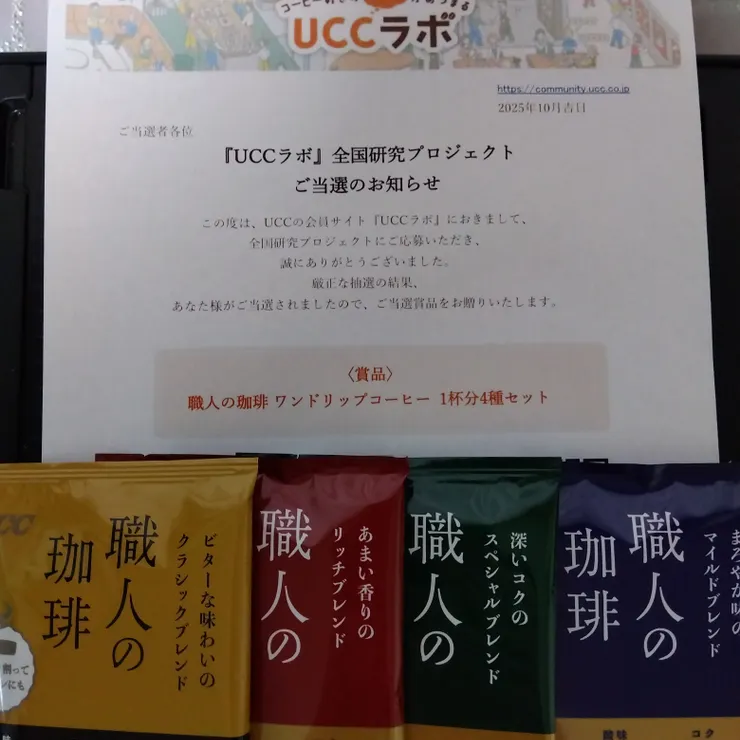 UCCラボ
https://community.ucc.co.jp
2025年10月吉日
ご当選者各位
『UCCラボ』全国研究プロジェクト
ご当選のお知らせ
この度は、UCCの会員サイト『UCCラボ』におきまして、
全国研究プロジェクトにご応募いただき、
誠にありがとうございました。
厳正な抽選の結果、
あなた様がご当選されましたので、ご当選賞品をお贈りいたします。
〈賞品〉
職人の珈琲 ワンドリップコーヒー 1杯分4種セット
ビターな味わいの
クラシックブレンド
職人の
珈琲
あまい香りの
リッチブレンド
職人の
深いコクの
スペシャルブレンド
職人の
まろやか味の
マイルドブレンド
職人の
珈琲
酸味
コク